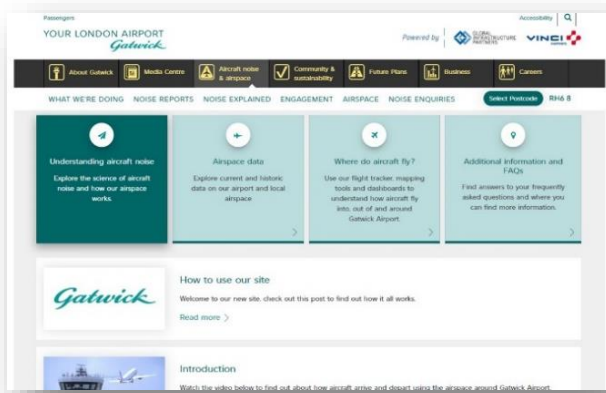 Passengers
Accessibility
YOUR LONDON AIRPORT
Gatwick
Powered by
GLOBAL
INFRASTRUCTURE
PARTNERS
VINCI
About Gatwick
Media Centre
Aircraft noise
& airspace
Community &
sustainability
Future Plans
Business
Careers
WHAT WE'RE DOING NOISE REPORTS NOISE EXPLAINED ENGAGEMENT AIRSPACE NOISE ENQUIRIES
Select Postcode
RH6 8
Understanding aircraft noise
Explore the science of aircraft
noise and how our airspace
works.
Airspace data
Explore current and historic
data on our airport and local
airspace
Where do aircraft fly?
Use our flight tracker, mapping
tools and dashboards to
understand how aircraft fly
into, out of and around
Gatwick Airport.
Additional information and
FAQs
Find answers to your frequently
asked questions and where you
can find more information.
Gatwick
How to use our site
Welcome to our new site, check out this post to find out how it all works.
Read more
Introduction
Watch the video below to find out about how aircraft arrive and depart using the airspace around Gatwick Airport.